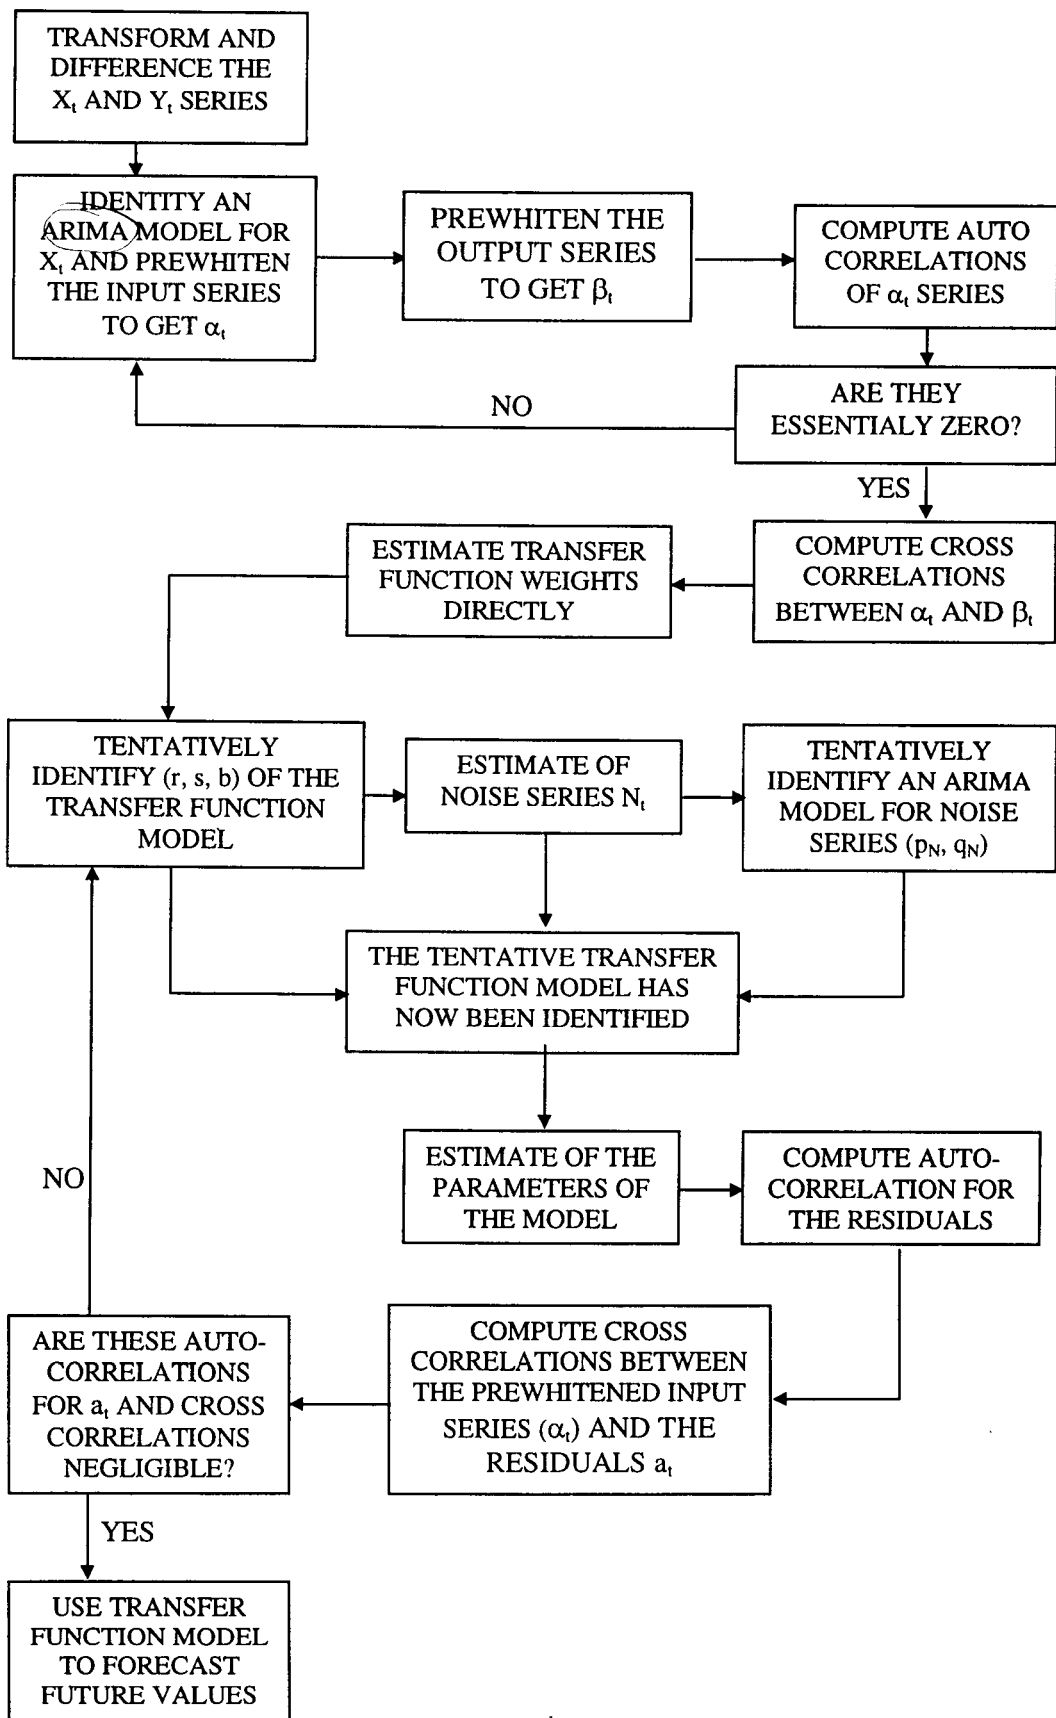 TRANSFORM AND
DIFFERENCE THE
Xt AND Yt SERIES
IDENTITY AN
ARIMA MODEL FOR
Xt AND PREWHITEN
THE INPUT SERIES
TO GET αt
PREWHITEN THE
OUTPUT SERIES
TO GET βt
COMPUTE AUTO
CORRELATIONS
OF αt SERIES
ARE THEY
ESSENTIALY ZERO?
NO
YES
COMPUTE CROSS
CORRELATIONS
BETWEEN αt AND βt
ESTIMATE TRANSFER
FUNCTION WEIGHTS
DIRECTLY
TENTATIVELY
IDENTIFY (r, s, b) OF THE
TRANSFER FUNCTION
MODEL
ESTIMATE OF
NOISE SERIES Nt
TENTATIVELY
IDENTIFY AN ARIMA
MODEL FOR NOISE
SERIES (pN, qN)
THE TENTATIVE TRANSFER
FUNCTION MODEL HAS
NOW BEEN IDENTIFIED
ESTIMATE OF THE
PARAMETERS OF
THE MODEL
COMPUTE AUTO-
CORRELATION FOR
THE RESIDUALS
COMPUTE CROSS
CORRELATIONS BETWEEN
THE PREWHITENED INPUT
SERIES (αt) AND THE
RESIDUALS at
ARE THESE AUTO-
CORRELATIONS
FOR at AND CROSS
CORRELATIONS
NEGLIGIBLE?
NO
YES
USE TRANSFER
FUNCTION MODEL
TO FORECAST
FUTURE VALUES